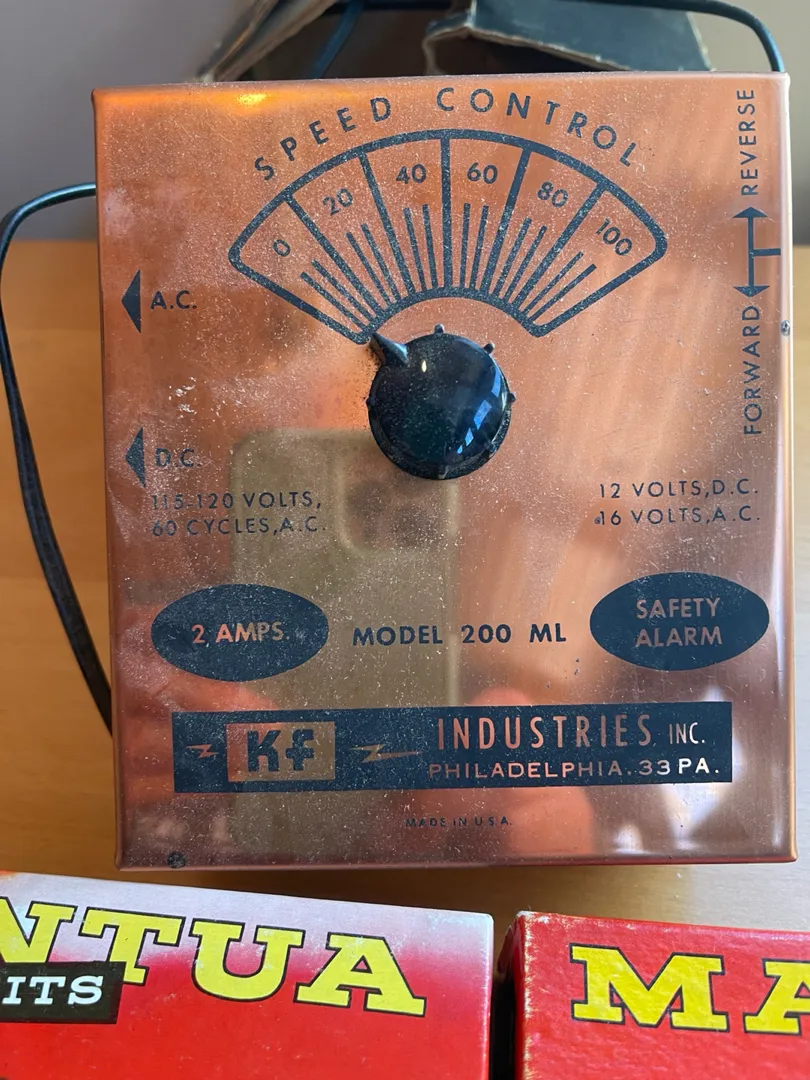 SPEED CONTROL
0 20 40 60 80 100
REVERSE
FORWARD
A.C.
D.C.
115-120 VOLTS,
60 CYCLES, A.C.
12 VOLTS, D.C.
16 VOLTS, A.C.
2 AMPS.
MODEL 200 ML
SAFETY
ALARM
Kf INDUSTRIES, INC.
PHILADELPHIA. 33 PA.
MADE IN U.S.A.
NTUA
ITS
MA